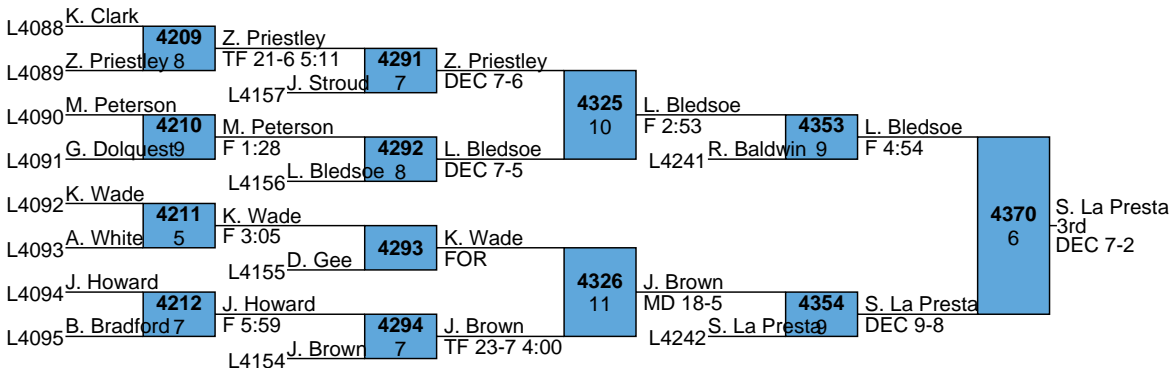 L4088 K. Clark
4209
8
L4089 Z. Priestley
Z. Priestley
TF 21-6 5:11
4291
7
L4157 J. Stroud
Z. Priestley
DEC 7-6
L4090 M. Peterson
4210
9
L4091 G. Dolquest
M. Peterson
F 1:28
4292
8
L4156 L. Bledsoe
L. Bledsoe
DEC 7-5
4325
10
L. Bledsoe
F 2:53
4353
9
L4241 R. Baldwin
L. Bledsoe
F 4:54
L4092 K. Wade
4211
5
L4093 A. White
K. Wade
F 3:05
4293
L4155 D. Gee
K. Wade
FOR
L4094 J. Howard
4212
7
L4095 B. Bradford
J. Howard
F 5:59
4294
7
L4154 J. Brown
J. Brown
TF 23-7 4:00
4326
11
J. Brown
MD 18-5
4354
9
L4242 S. La Presta
S. La Presta
DEC 9-8
4370
6
S. La Presta
3rd
DEC 7-2